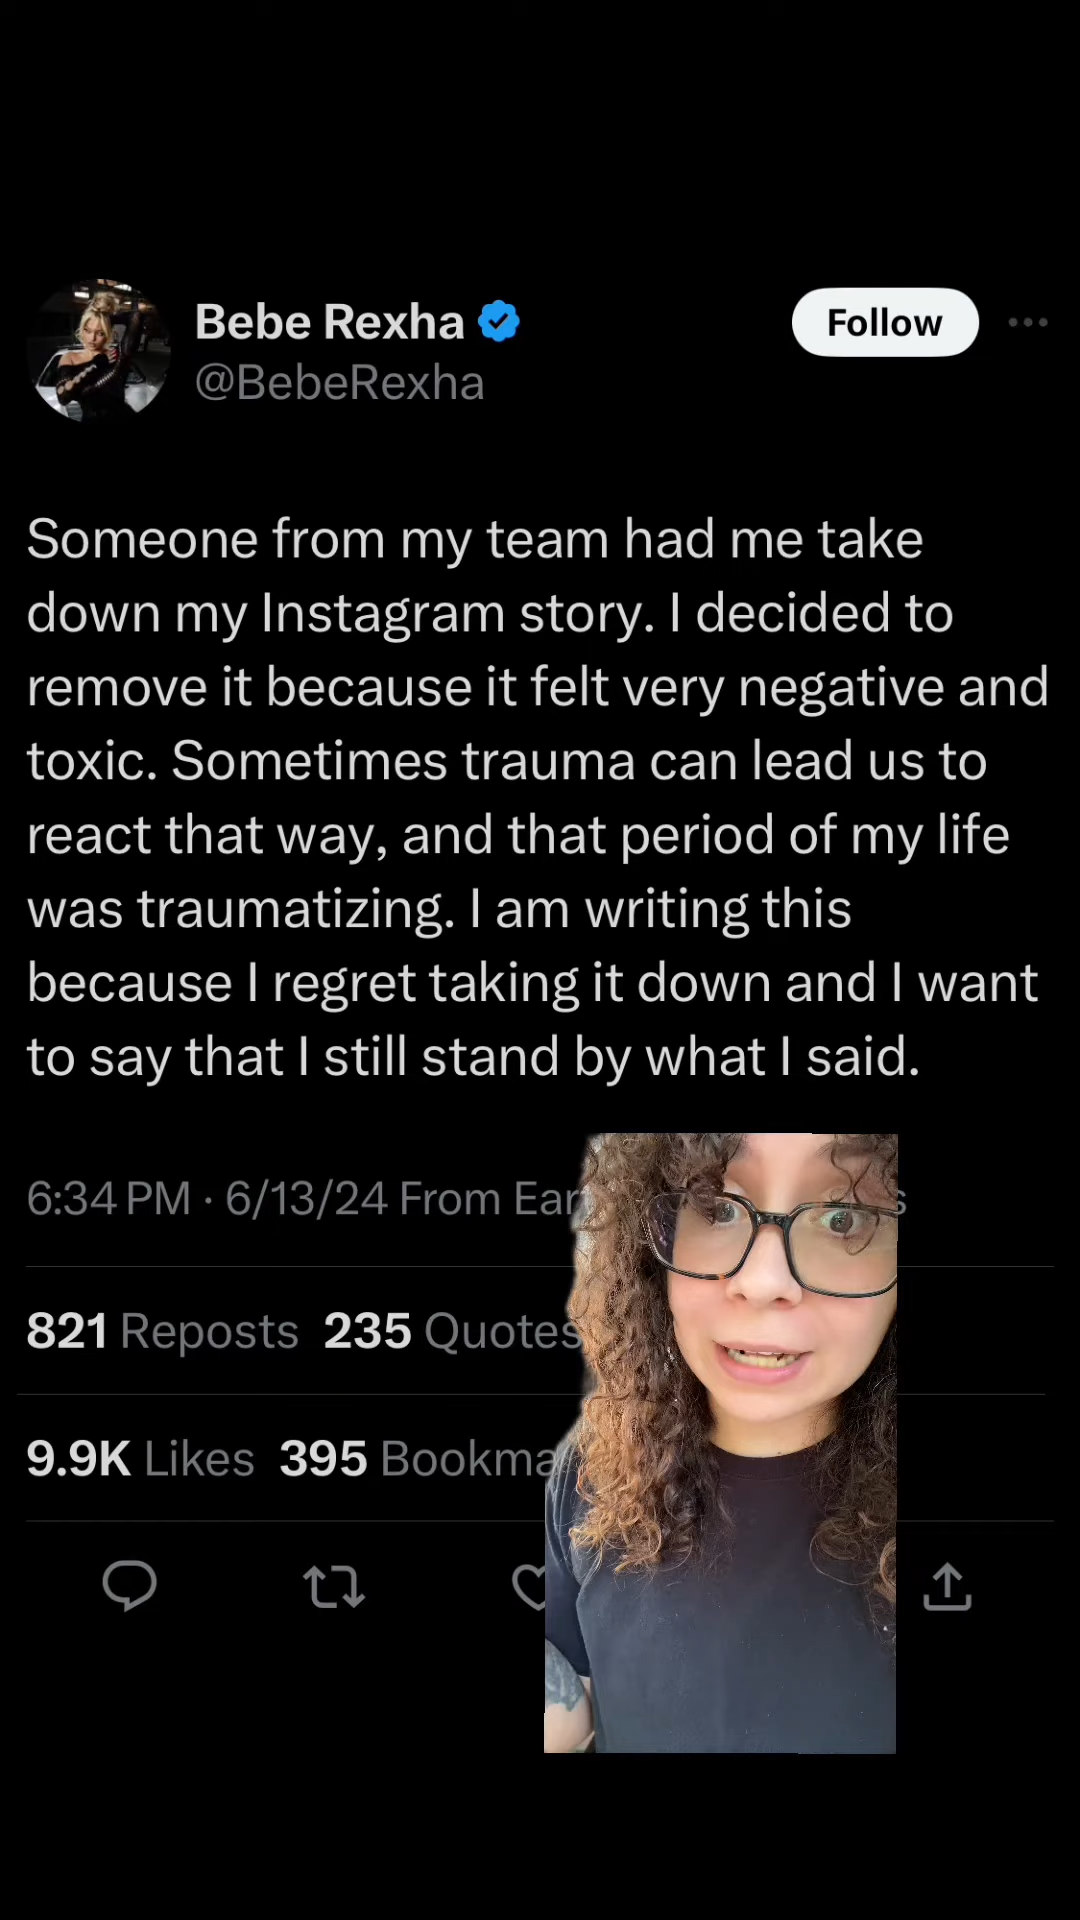 Bebe Rexha
Follow
@BebeRexha
Someone from my team had me take
down my Instagram story. I decided to
remove it because it felt very negative and
toxic. Sometimes trauma can lead us to
react that way, and that period of my life
was traumatizing. I am writing this
because I regret taking it down and I want
to say that I still stand by what I said.
6:34 PM · 6/13/24 From
821 Reposts 235 Quotes
9.9K Likes 395